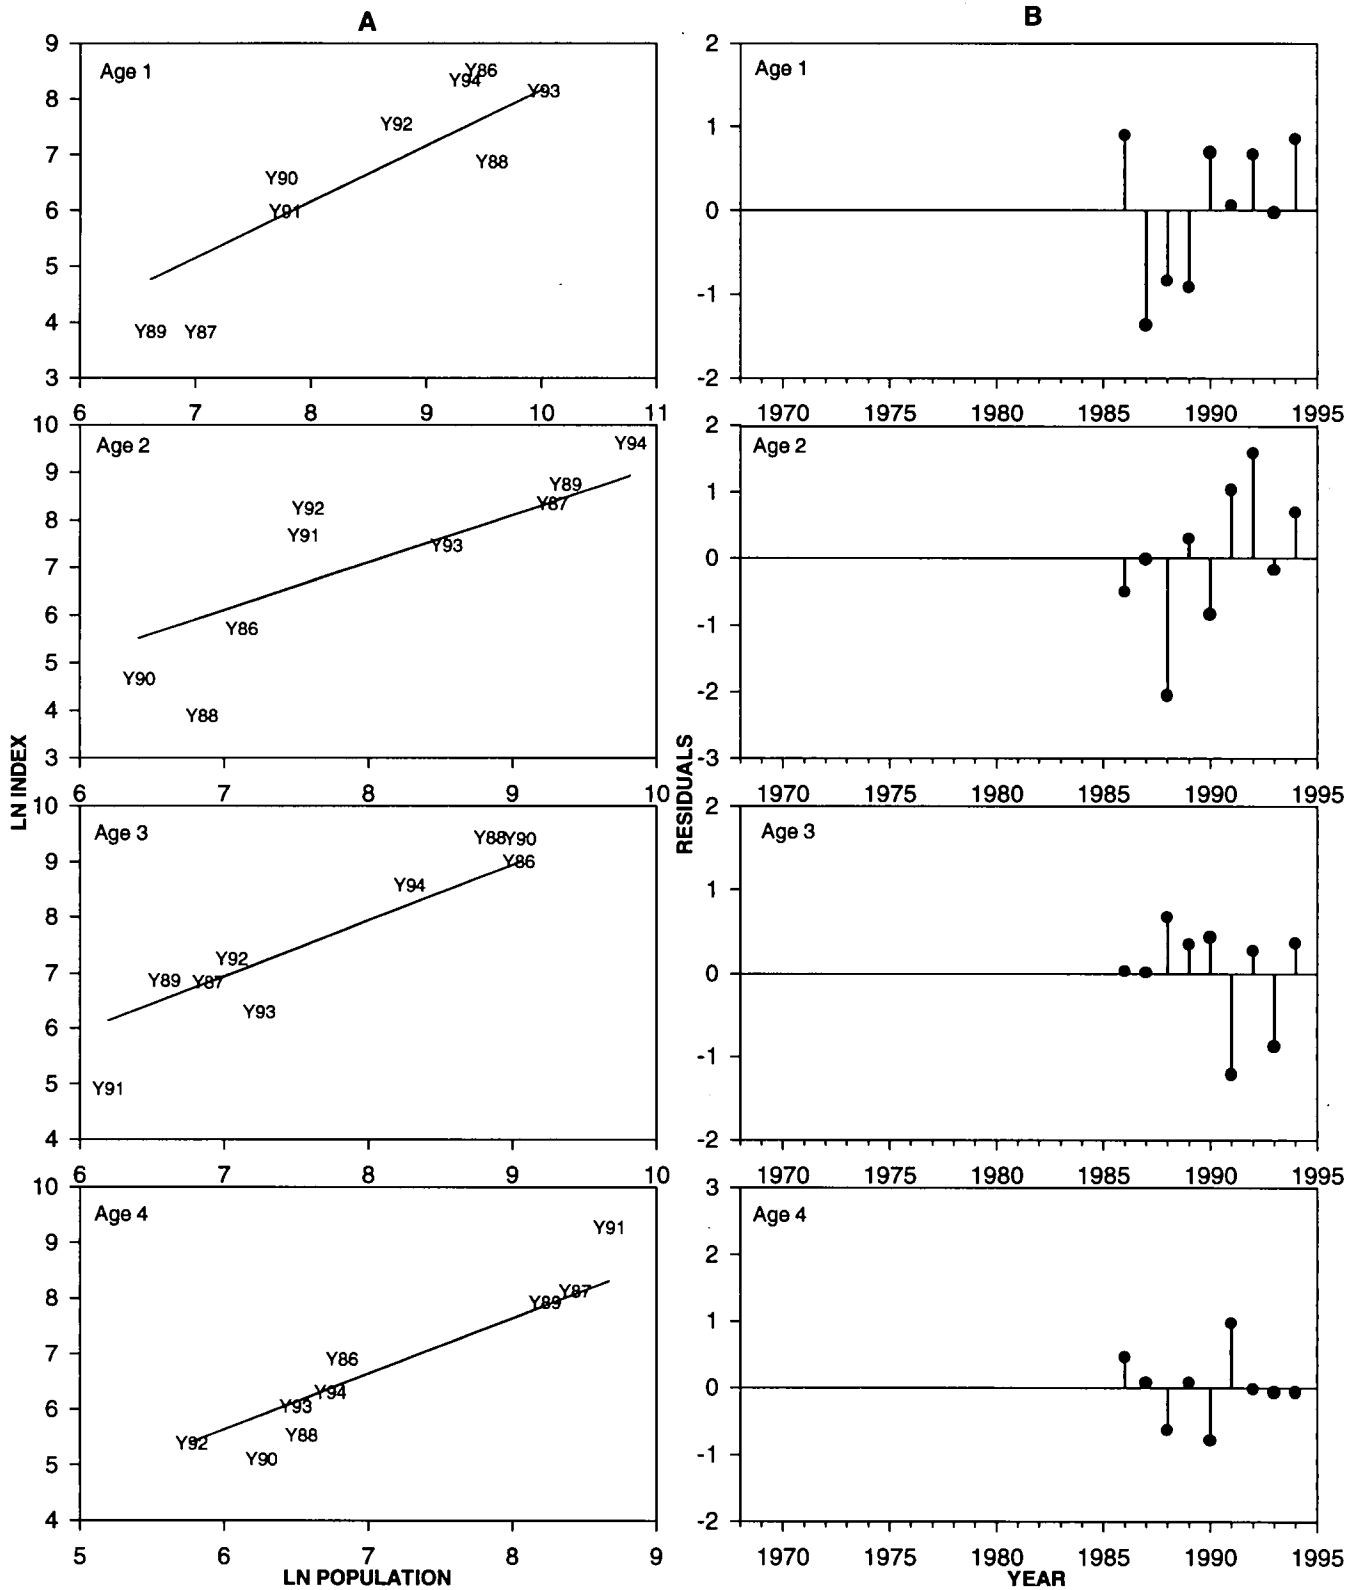 A
B
Age 1
9
8
7
6
5
4
3
Y86
Y94
Y93
Y92
Y88
Y90
Y91
Y89
Y87
6 7 8 9 10 11
Age 1
2
1
0
-1
-2
1970 1975 1980 1985 1990 1995
Age 2
10
9
8
7
6
5
4
3
Y94
Y89
Y87
Y92
Y91
Y93
Y86
Y90
Y88
6 7 8 9 10
Age 2
2
1
0
-1
-2
-3
1970 1975 1980 1985 1990 1995
LN INDEX
RESIDUALS
Age 3
10
9
8
7
6
5
4
Y88
Y90
Y86
Y94
Y92
Y89
Y87
Y93
Y91
6 7 8 9 10
Age 3
2
1
0
-1
-2
1970 1975 1980 1985 1990 1995
Age 4
10
9
8
7
6
5
4
Y91
Y87
Y89
Y86
Y94
Y93
Y88
Y92
Y90
5 6 7 8 9
LN POPULATION
Age 4
3
2
1
0
-1
-2
1970 1975 1980 1985 1990 1995
YEAR